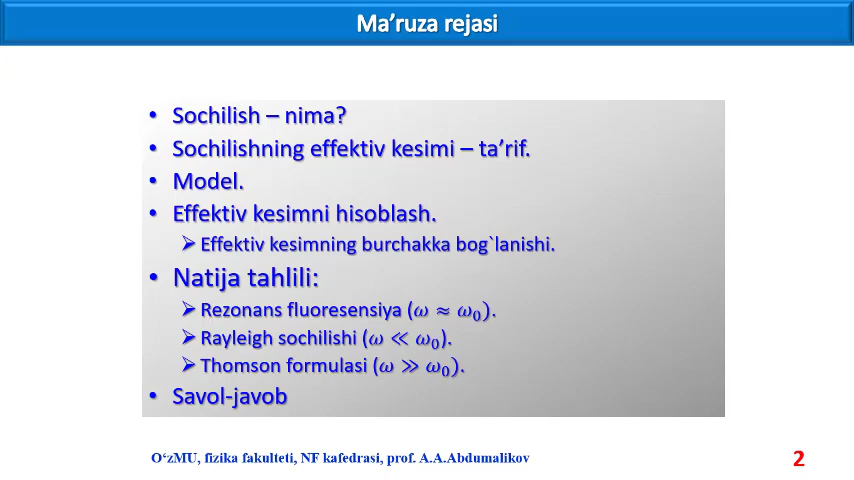 Ma’ruza rejasi
• Sochilish – nima?
• Sochilishning effektiv kesimi – ta’rif.
• Model.
• Effektiv kesimni hisoblash.
➢ Effektiv kesimning burchakka bog`lanishi.
• Natija tahlili:
➢ Rezonans fluoresensiya (𝜔 ≈ 𝜔₀).
➢ Rayleigh sochilishi (𝜔 ≪ 𝜔₀).
➢ Thomson formulasi (𝜔 ≫ 𝜔₀).
• Savol-javob
O‘zMU, fizika fakulteti, NF kafedrasi, prof. A.A.Abdumalikov
2